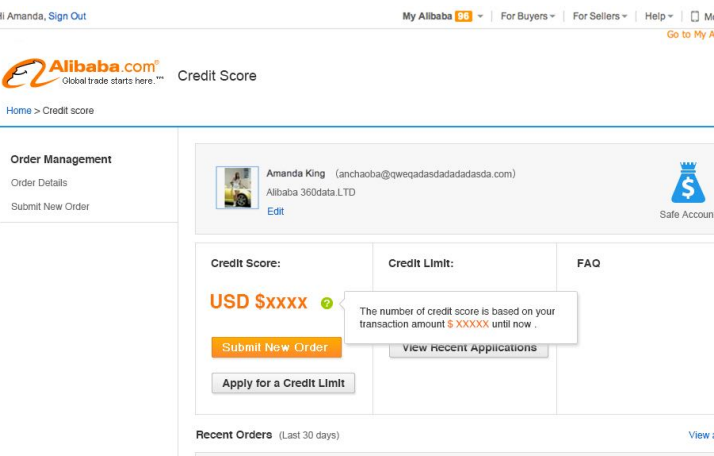 Hi Amanda, Sign Out
My Alibaba 96 For Buyers For Sellers Help
Go to My A
Alibaba.com®
Global trade starts here.™
Credit Score
Home > Credit score
Order Management
Order Details
Submit New Order
Amanda King (anchaoba@qweqadasdadadadasda.com)
Alibaba 360data.LTD
Edit
Safe Accoun
Credit Score:
Credit Limit:
FAQ
USD $xxxx ?
The number of credit score is based on your
transaction amount $ XXXXX until now .
Submit New Order
View Recent Applications
Apply for a Credit Limit
Recent Orders (Last 30 days)
View a